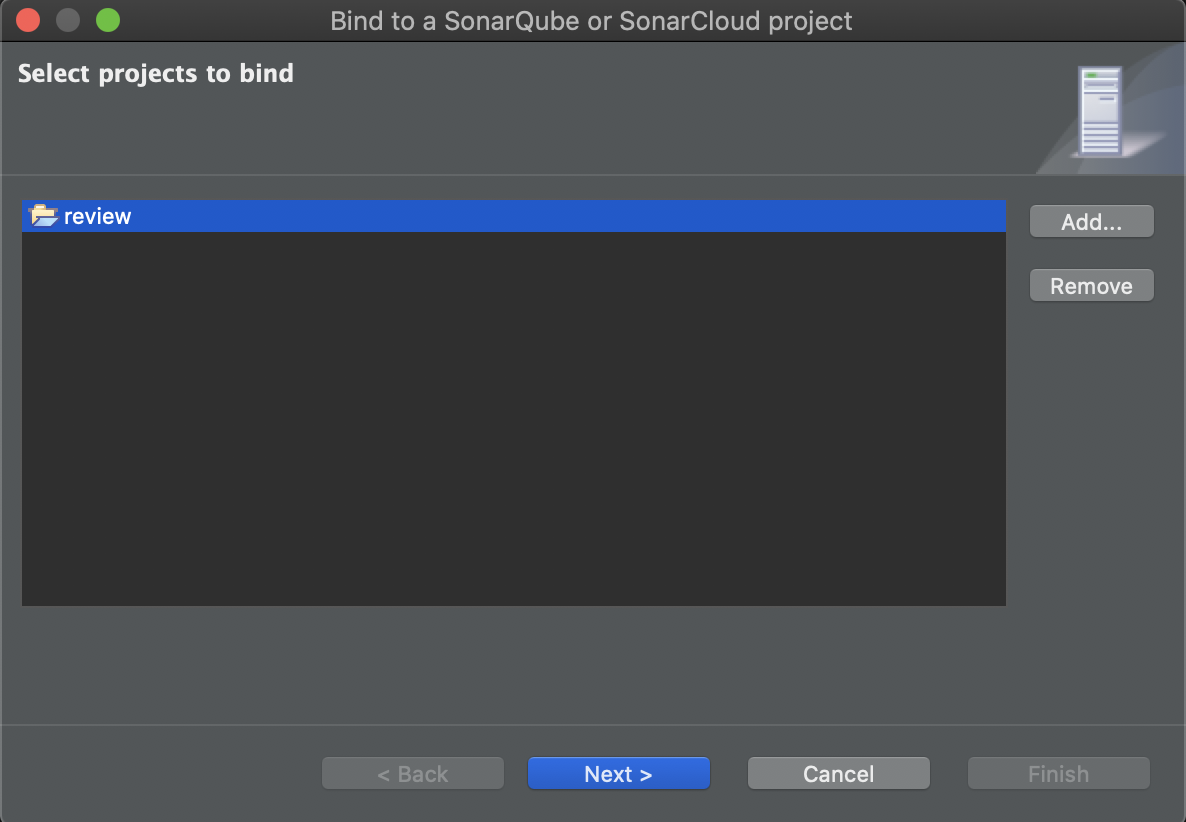 Bind to a SonarQube or SonarCloud project
Select projects to bind
review
Add...
Remove
< Back
Next >
Cancel
Finish